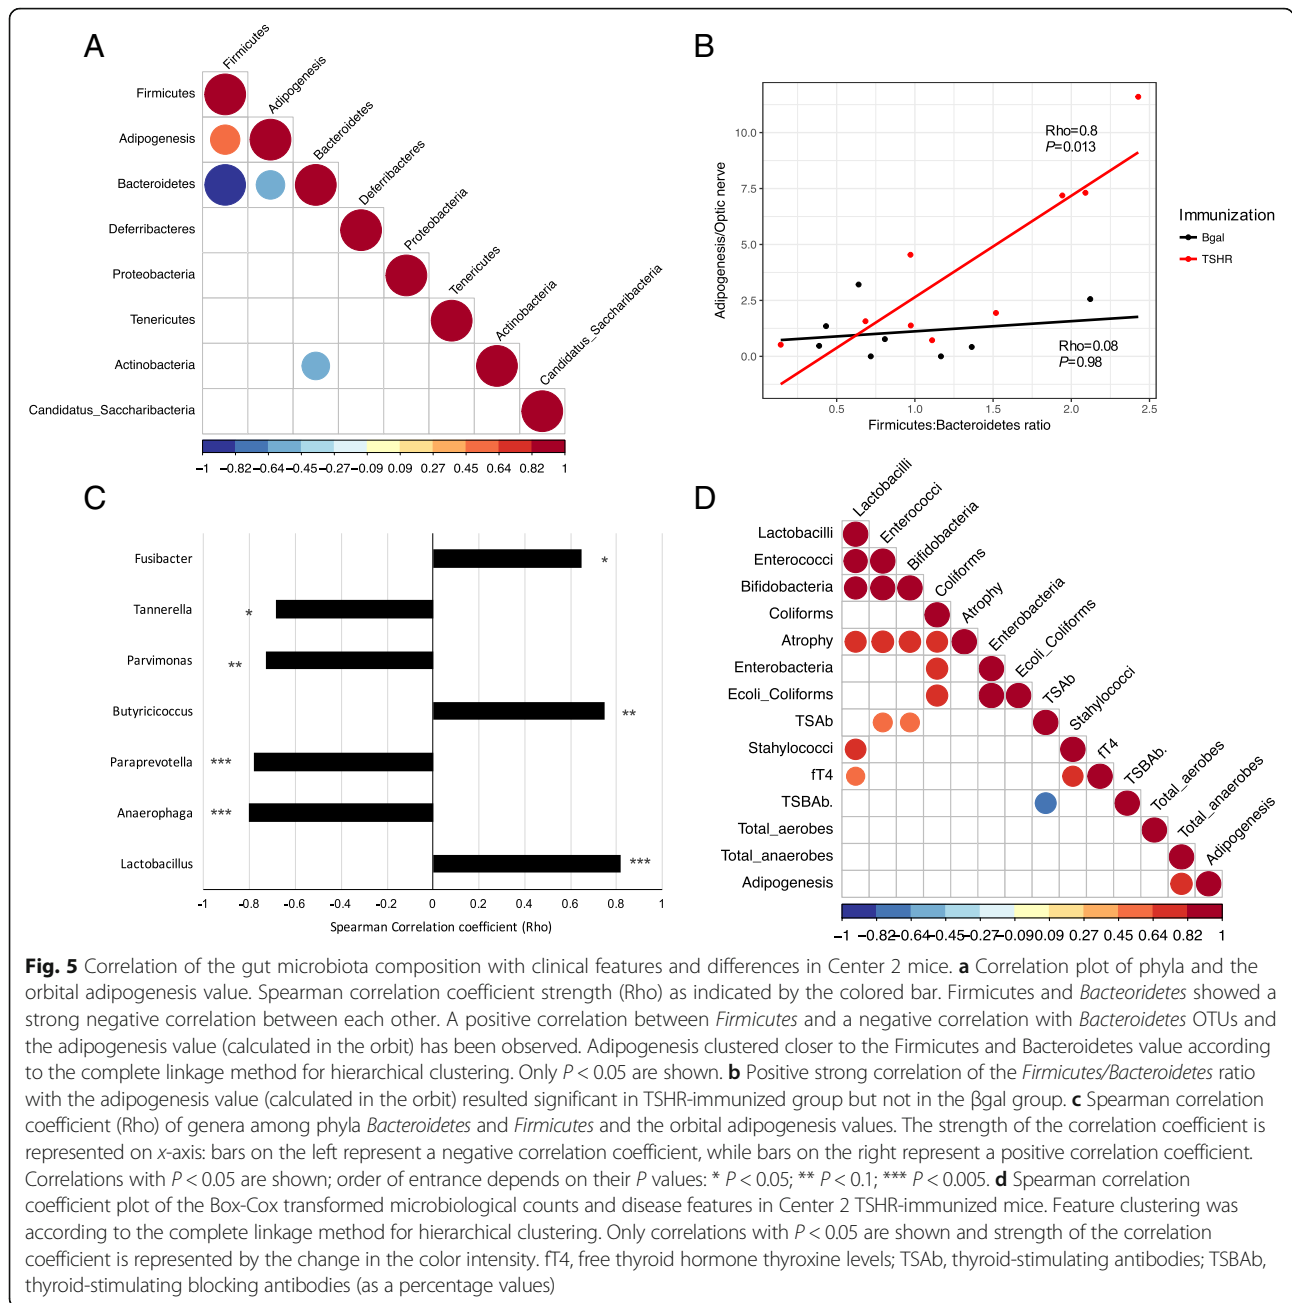 A
Firmicutes
Adipogenesis
Bacteroidetes
Deferribacteres
Proteobacteria
Tenericutes
Actinobacteria
Candidatus_Saccharibacteria
Firmicutes
Adipogenesis
Bacteroidetes
Deferribacteres
Proteobacteria
Tenericutes
Actinobacteria
Candidatus_Saccharibacteria
−1 −0.82 −0.64 −0.45 −0.27 −0.09 0.09 0.27 0.45 0.64 0.82 1
B
Adipogenesis/Optic nerve
10.0
7.5
5.0
2.5
0.0
Rho=0.8
P=0.013
Rho=0.08
P=0.98
0.5 1.0 1.5 2.0 2.5
Firmicutes:Bacteroidetes ratio
Immunization
Bgal
TSHR
C
Fusibacter *
Tannerella *
Parvimonas **
Butyricicoccus **
Paraprevotella ***
Anaerophaga ***
Lactobacillus ***
-1 -0.8 -0.6 -0.4 -0.2 0 0.2 0.4 0.6 0.8 1
Spearman Correlation coefficient (Rho)
D
Lactobacilli
Enterococci
Bifidobacteria
Coliforms
Atrophy
Enterobacteria
Ecoli_Coliforms
TSAb
Stahylococci
fT4
TSBAb.
Total_aerobes
Total_anaerobes
Adipogenesis
Lactobacilli
Enterococci
Bifidobacteria
Coliforms
Atrophy
Enterobacteria
Ecoli_Coliforms
TSAb
Stahylococci
fT4
TSBAb.
Total_aerobes
Total_anaerobes
Adipogenesis
−1 −0.82 −0.64 −0.45 −0.27 −0.09 0.09 0.27 0.45 0.64 0.82 1
Fig. 5 Correlation of the gut microbiota composition with clinical features and differences in Center 2 mice. a Correlation plot of phyla and the
orbital adipogenesis value. Spearman correlation coefficient strength (Rho) as indicated by the colored bar. Firmicutes and Bacteoridetes showed a
strong negative correlation between each other. A positive correlation between Firmicutes and a negative correlation with Bacteroidetes OTUs and
the adipogenesis value (calculated in the orbit) has been observed. Adipogenesis clustered closer to the Firmicutes and Bacteroidetes value according
to the complete linkage method for hierarchical clustering. Only P < 0.05 are shown. b Positive strong correlation of the Firmicutes/Bacteroidetes ratio
with the adipogenesis value (calculated in the orbit) resulted significant in TSHR-immunized group but not in the βgal group. c Spearman correlation
coefficient (Rho) of genera among phyla Bacteroidetes and Firmicutes and the orbital adipogenesis values. The strength of the correlation coefficient is
represented on x-axis: bars on the left represent a negative correlation coefficient, while bars on the right represent a positive correlation coefficient.
Correlations with P < 0.05 are shown; order of entrance depends on their P values: * P < 0.05; ** P < 0.1; *** P < 0.005. d Spearman correlation
coefficient plot of the Box-Cox transformed microbiological counts and disease features in Center 2 TSHR-immunized mice. Feature clustering was
according to the complete linkage method for hierarchical clustering. Only correlations with P < 0.05 are shown and strength of the correlation
coefficient is represented by the change in the color intensity. fT4, free thyroid hormone thyroxine levels; TSAb, thyroid-stimulating antibodies; TSBAb,
thyroid-stimulating blocking antibodies (as a percentage values)